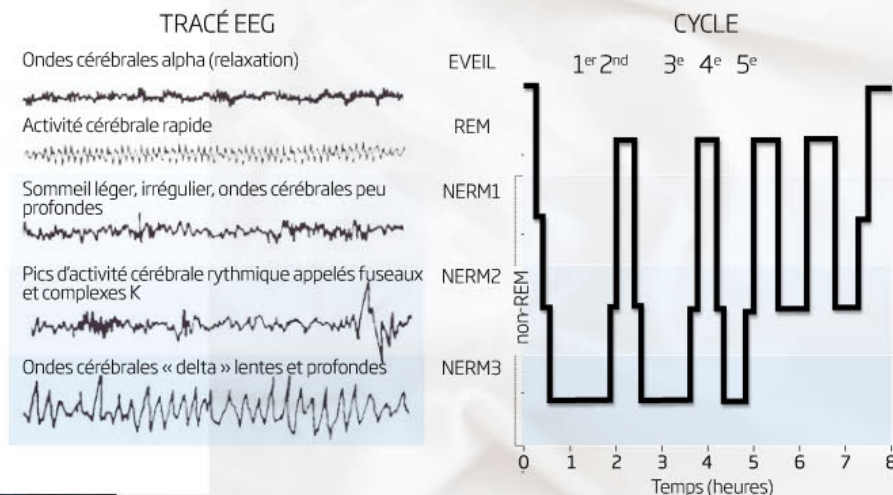 TRACÉ EEG
Ondes cérébrales alpha (relaxation)
Activité cérébrale rapide
Sommeil léger, irrégulier, ondes cérébrales peu
profondes
Pics d'activité cérébrale rythmique appelés fuseaux
et complexes K
Ondes cérébrales « delta » lentes et profondes
CYCLE
EVEIL
1er 2nd 3e 4e 5e
REM
NERM1
NERM2
NERM3
non-REM
0 1 2 3 4 5 6 7 8
Temps (heures)